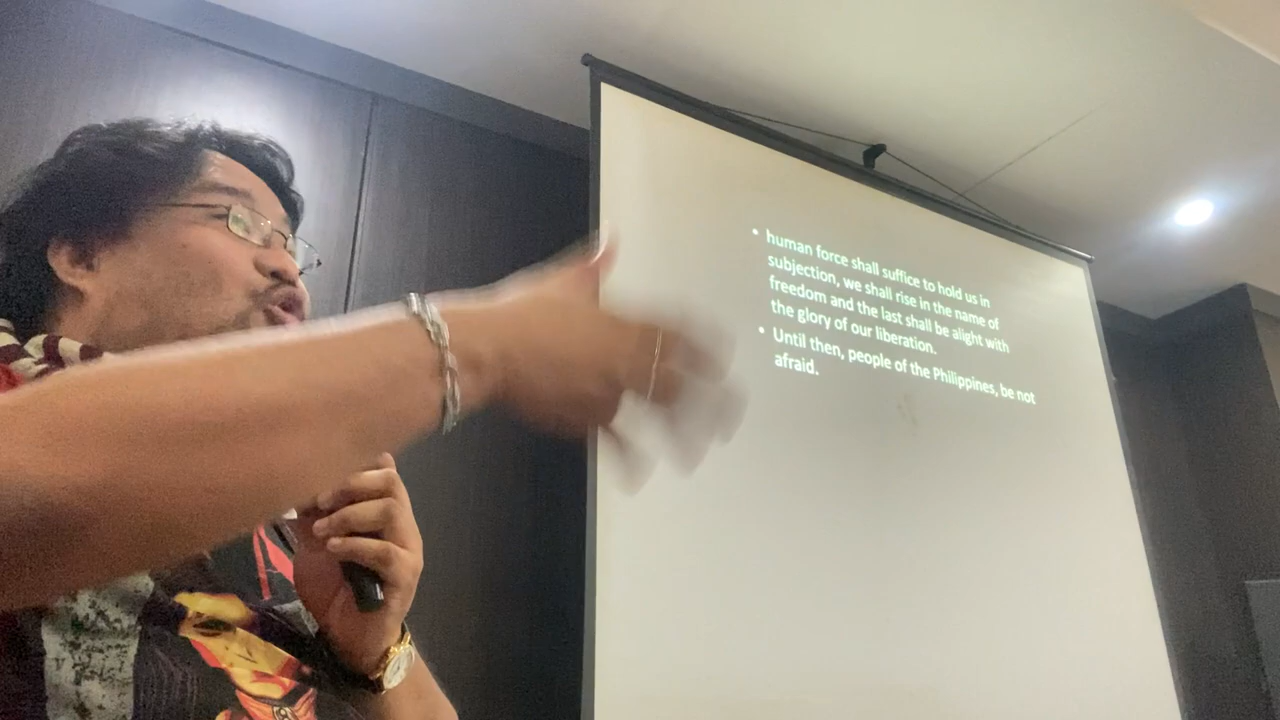 • human force shall suffice to hold us in
subjection, we shall rise in the name of
freedom and the last shall be alight with
the glory of our liberation.
• Until then, people of the Philippines, be not
afraid.